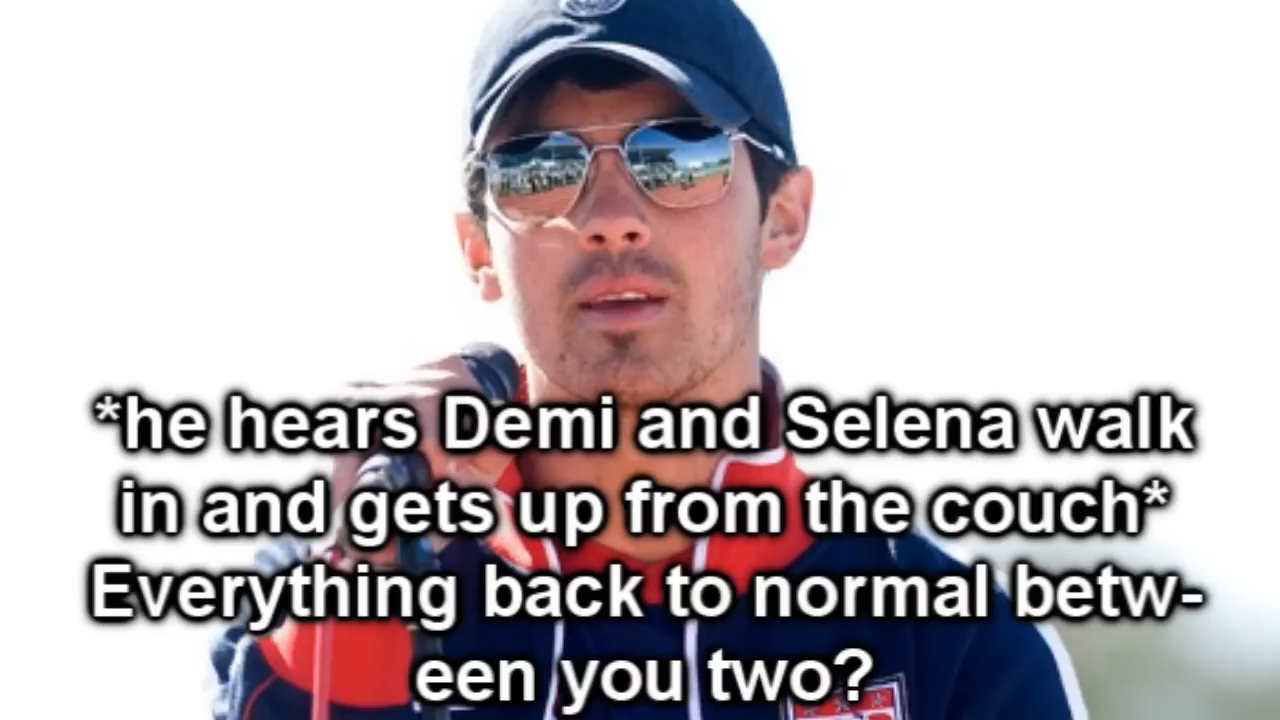 *he hears Demi and Selena walk
in and gets up from the couch*
Everything back to normal betw-
een you two?